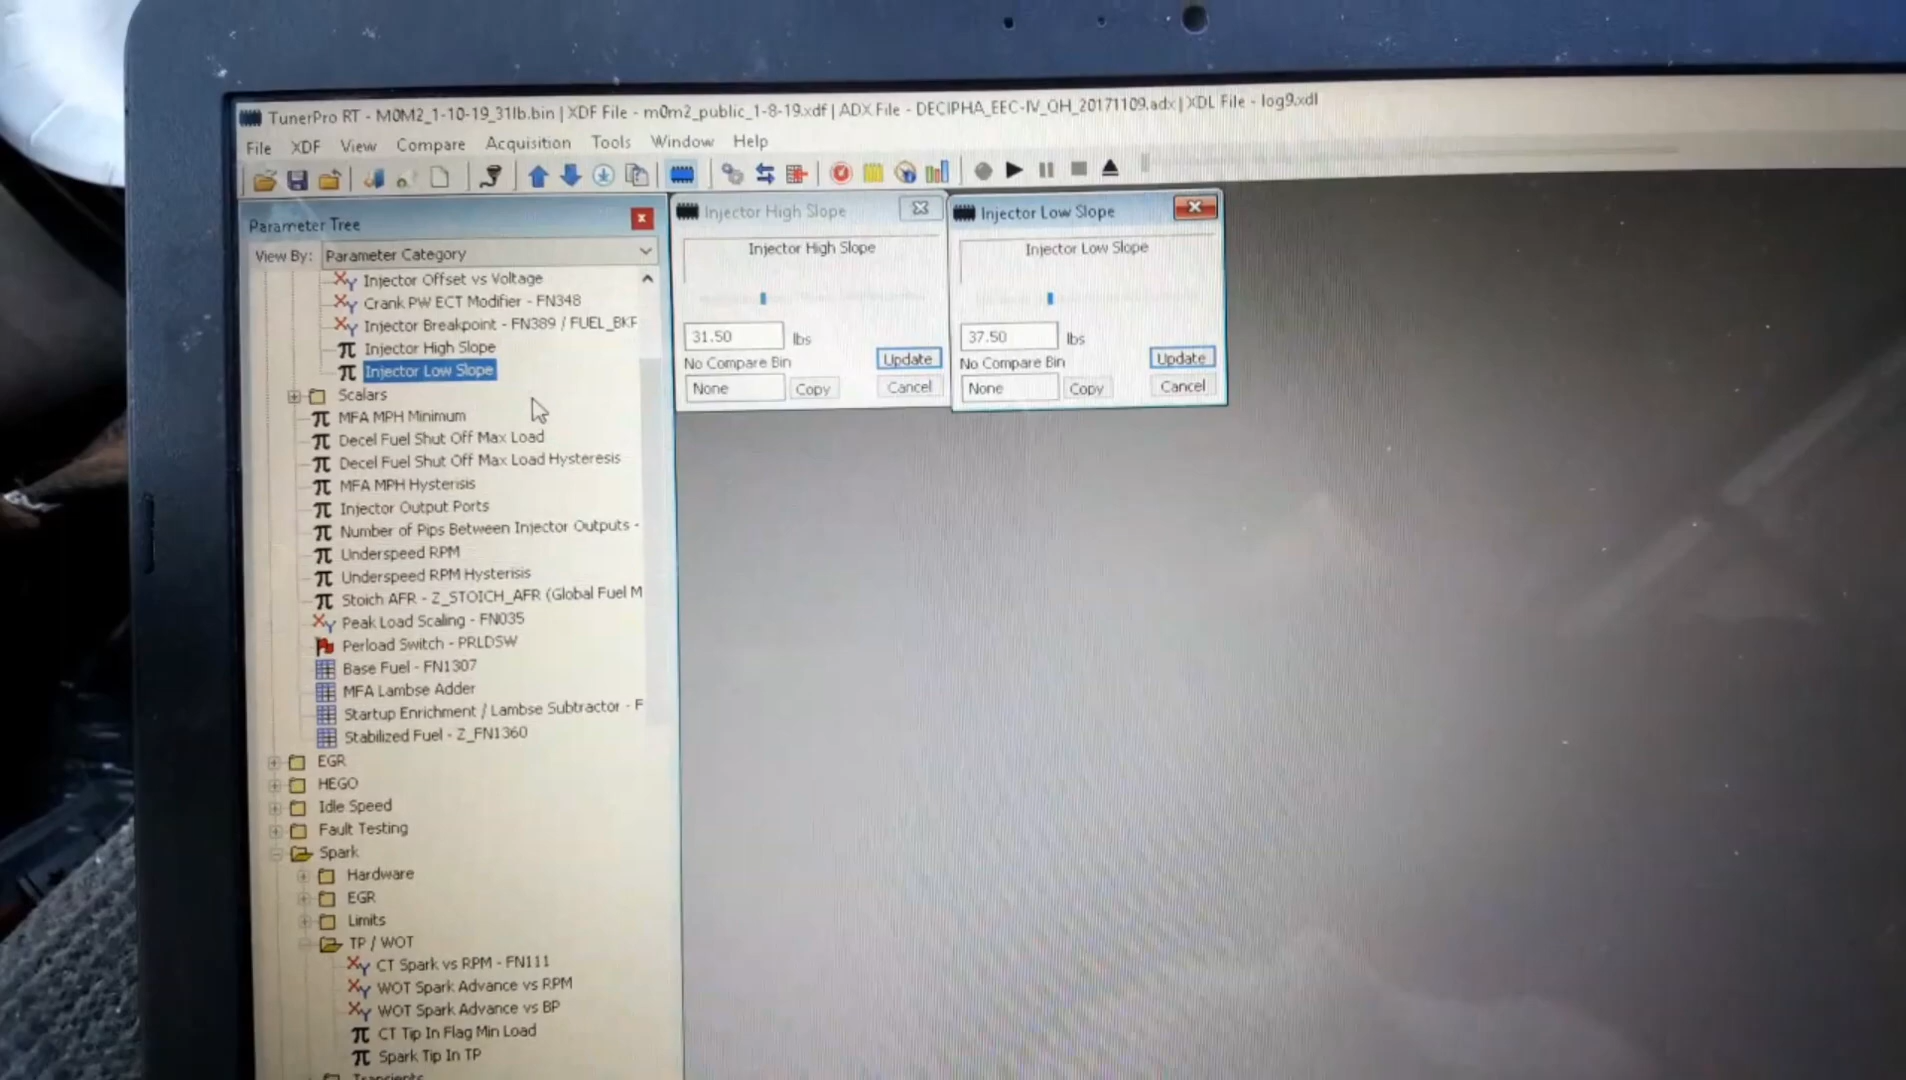 TunerPro RT - M0M2_1-10-19_31lb.bin | XDF File - m0m2_public_1-8-19.xdf | ADX File - DECIPHA_EEC-IV_QH_20171109.adx | XDL File - log9.xdl
File XDF View Compare Acquisition Tools Window Help
Parameter Tree
View By: Parameter Category
Injector Offset vs Voltage
Crank PW ECT Modifier - FN348
Injector Breakpoint - FN389 / FUEL_BKF
Injector High Slope
Injector Low Slope
Scalars
MFA MPH Minimum
Decel Fuel Shut Off Max Load
Decel Fuel Shut Off Max Load Hysteresis
MFA MPH Hysterisis
Injector Output Ports
Number of Pips Between Injector Outputs -
Underspeed RPM
Underspeed RPM Hysterisis
Stoich AFR - Z_STOICH_AFR (Global Fuel M
Peak Load Scaling - FN035
Perload Switch - PRLDSW
Base Fuel - FN1307
MFA Lambse Adder
Startup Enrichment / Lambse Subtractor - F
Stabilized Fuel - Z_FN1360
EGR
HEGO
Idle Speed
Fault Testing
Spark
Hardware
EGR
Limits
TP / WOT
CT Spark vs RPM - FN111
WOT Spark Advance vs RPM
WOT Spark Advance vs BP
CT Tip In Flag Min Load
Spark Tip In TP
Transients
Injector High Slope
Injector High Slope
31.50 lbs
No Compare Bin Update
None Copy Cancel
Injector Low Slope
Injector Low Slope
37.50 lbs
No Compare Bin Update
None Copy Cancel